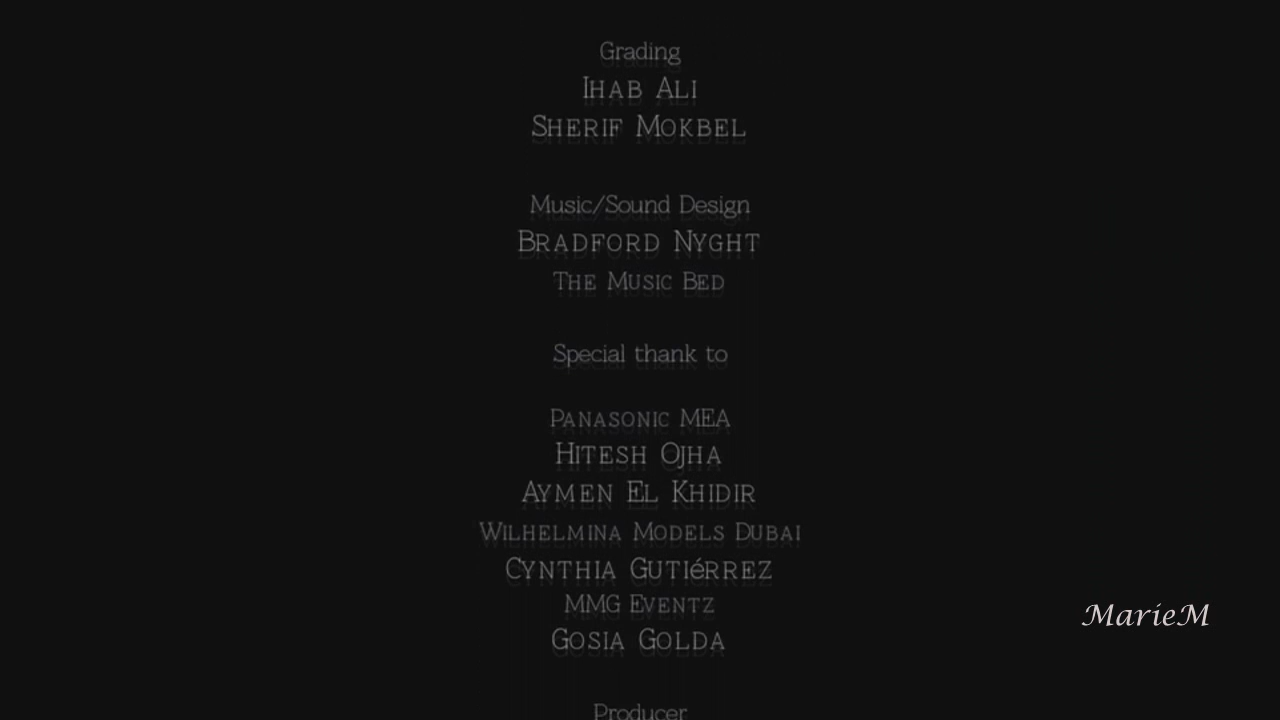 Grading
Ihab Ali
Sherif Mokbel
Music/Sound Design
Bradford Nyght
The Music Bed
Special thank to
Panasonic MEA
Hitesh Ojha
Aymen El Khidir
Wilhelmina Models Dubai
Cynthia Gutiérrez
MMG Eventz
Gosia Golda
MarieM
Producer